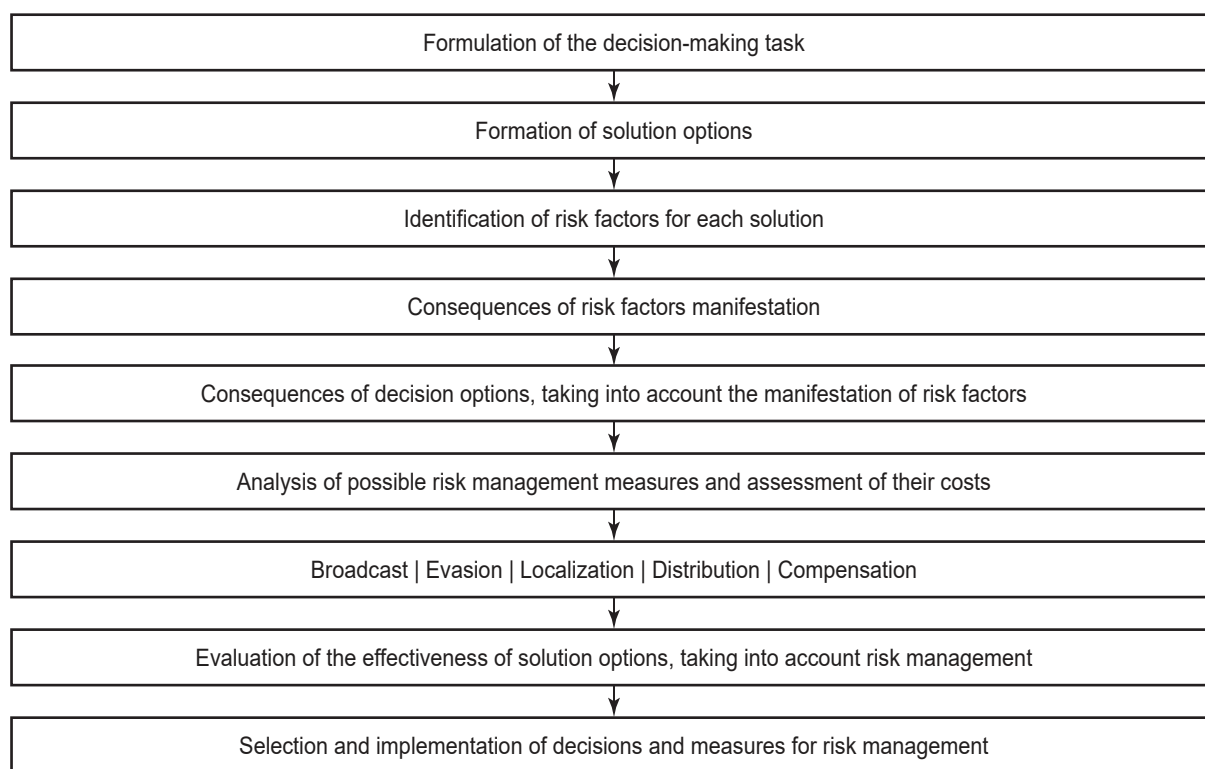 Formulation of the decision-making task
Formation of solution options
Identification of risk factors for each solution
Consequences of risk factors manifestation
Consequences of decision options, taking into account the manifestation of risk factors
Analysis of possible risk management measures and assessment of their costs
Broadcast | Evasion | Localization | Distribution | Compensation
Evaluation of the effectiveness of solution options, taking into account risk management
Selection and implementation of decisions and measures for risk management